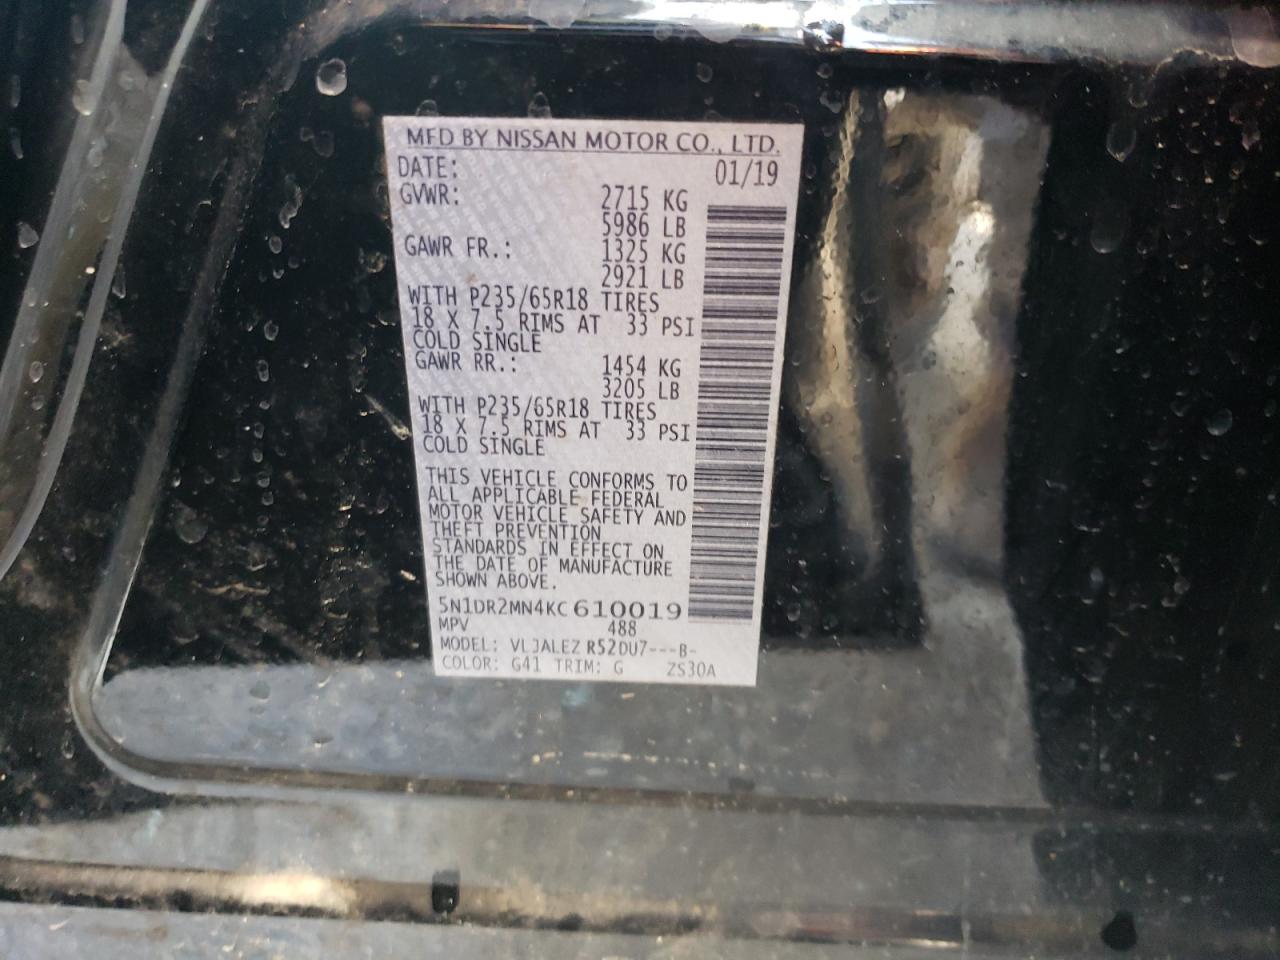 MFD BY NISSAN MOTOR CO., LTD.
DATE: 01/19
GVWR: 2715 KG
5986 LB
GAWR FR.: 1325 KG
2921 LB
WITH P235/65R18 TIRES
18 X 7.5 RIMS AT 33 PSI
COLD SINGLE
GAWR RR.: 1454 KG
3205 LB
WITH P235/65R18 TIRES
18 X 7.5 RIMS AT 33 PSI
COLD SINGLE
THIS VEHICLE CONFORMS TO
ALL APPLICABLE FEDERAL
MOTOR VEHICLE SAFETY AND
THEFT PREVENTION
STANDARDS IN EFFECT ON
THE DATE OF MANUFACTURE
SHOWN ABOVE.
5N1DR2MN4KC610019
MPV 488
MODEL: VLJALEZ R52DU7---B-
COLOR: G41 TRIM: G ZS30A